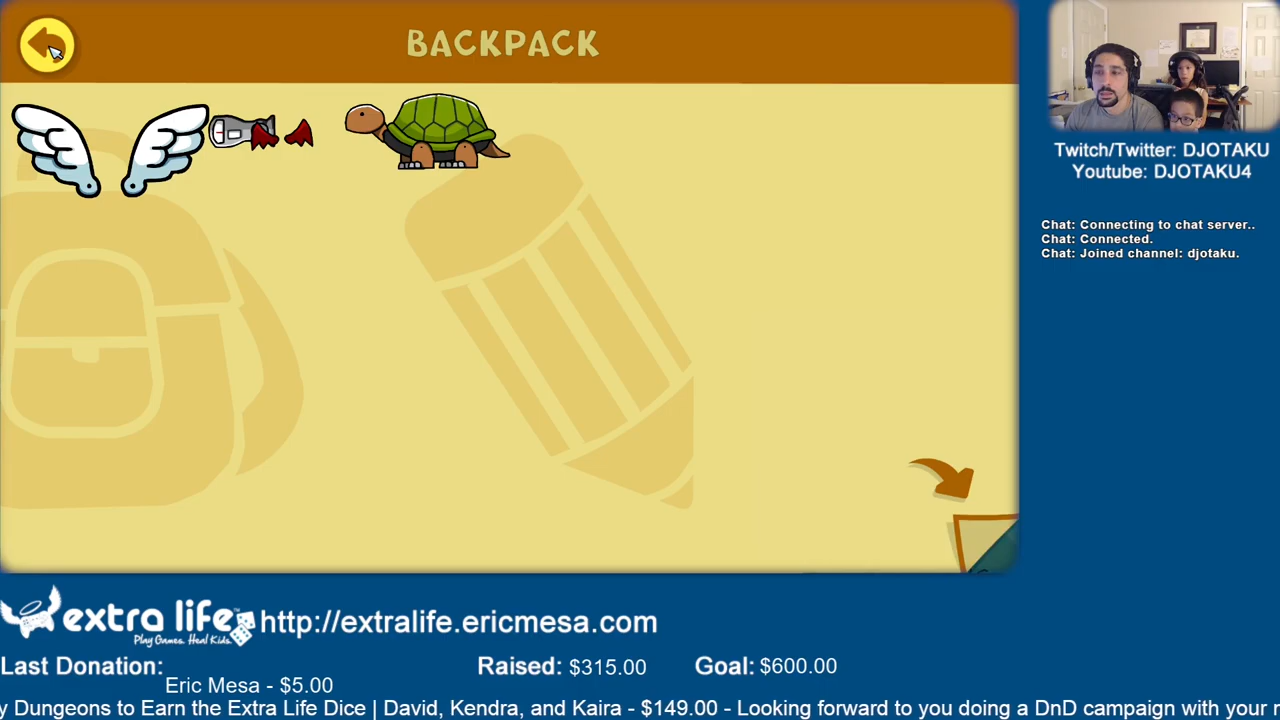 BACKPACK
Twitch/Twitter: DJOTAKU
Youtube: DJOTAKU4
Chat: Connecting to chat server..
Chat: Connected.
Chat: Joined channel: djotaku.
extra life
Play Games. Heal Kids.
http://extralife.ericmesa.com
Last Donation: Raised: $315.00 Goal: $600.00
Eric Mesa - $5.00
y Dungeons to Earn the Extra Life Dice | David, Kendra, and Kaira - $149.00 - Looking forward to you doing a DnD campaign with your